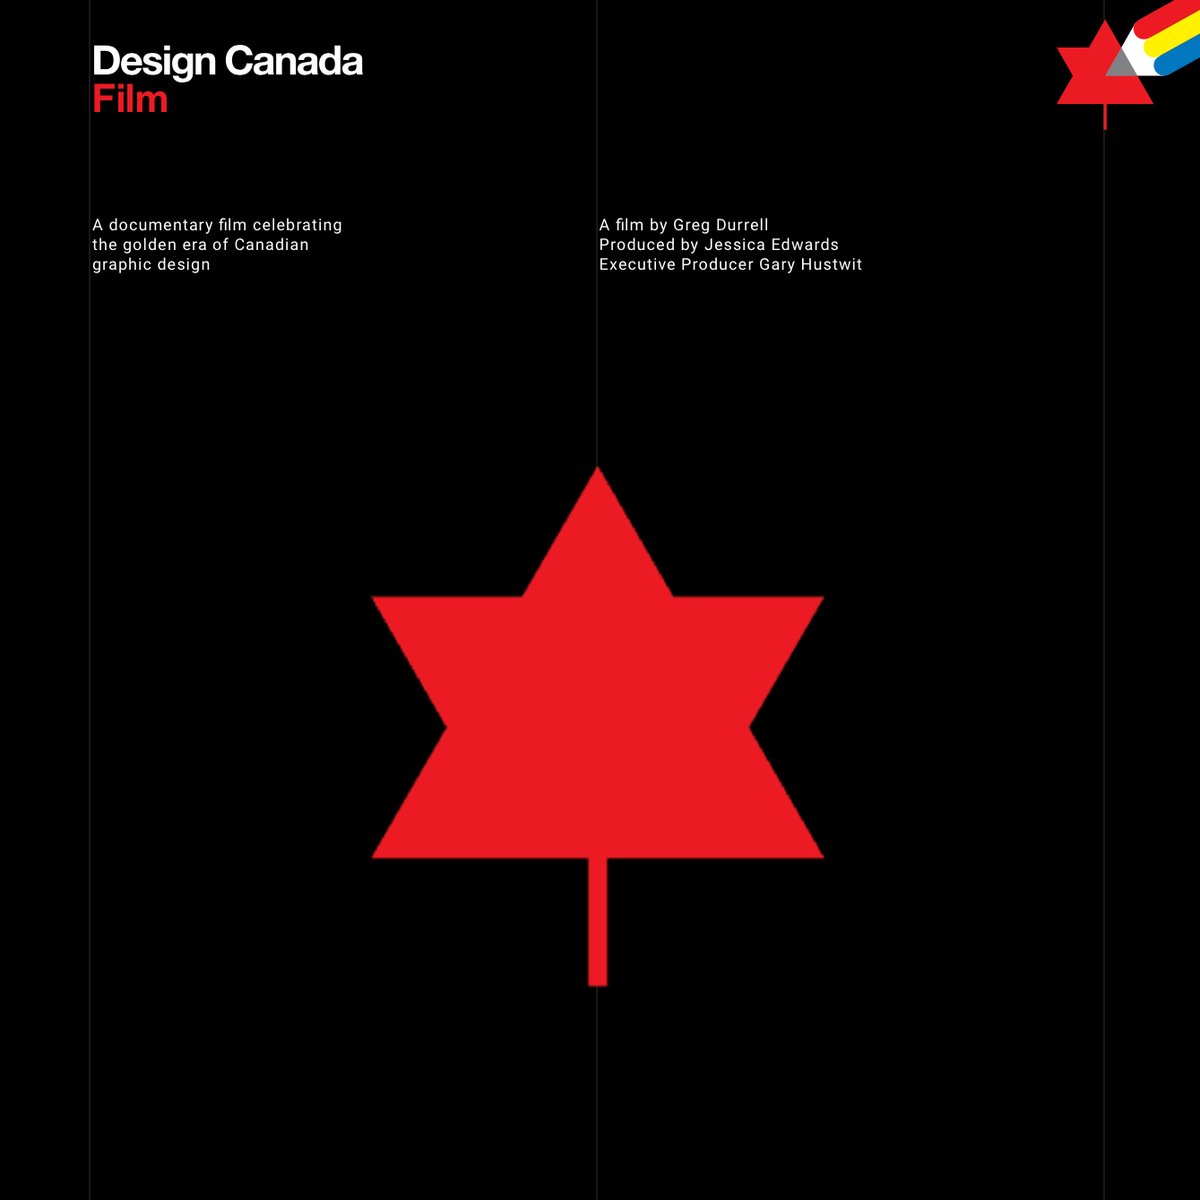 Design Canada
Film
A documentary film celebrating
the golden era of Canadian
graphic design
A film by Greg Durrell
Produced by Jessica Edwards
Executive Producer Gary Hustwit